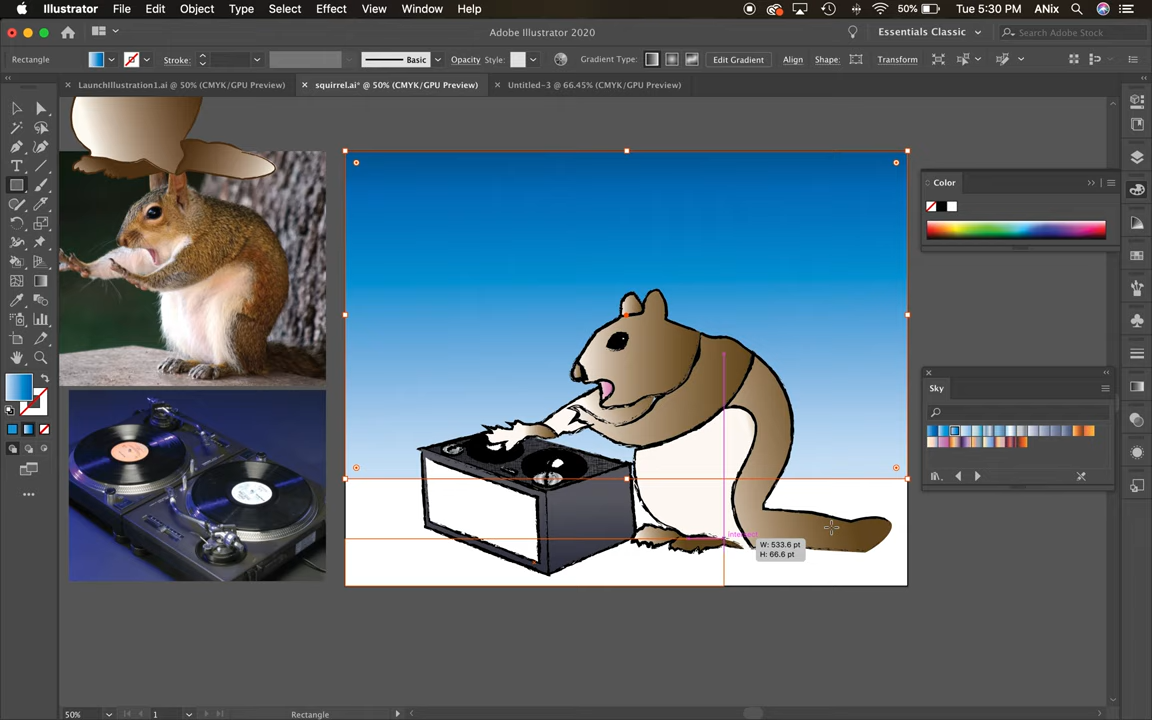 Illustrator File Edit Object Type Select Effect View Window Help
50% Tue 5:30 PM ANix
Adobe Illustrator 2020
Essentials Classic
Search Adobe Stock
Rectangle
Stroke:
Basic
Opacity Style:
Gradient Type:
Edit Gradient
Align
Shape:
Transform
LaunchIllustration1.ai @ 50% (CMYK/GPU Preview)
squirrel.ai* @ 50% (CMYK/GPU Preview)
Untitled-3 @ 66.45% (CMYK/GPU Preview)
Color
Sky
intersect
W: 533.6 pt
H: 66.6 pt
50%
1
Rectangle